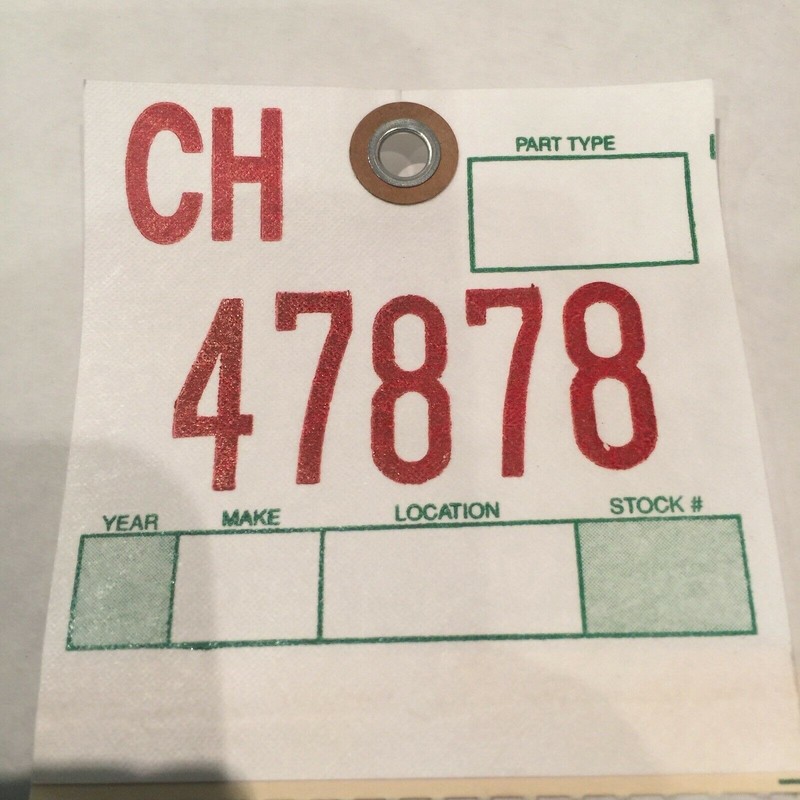 CH
PART TYPE
47878
YEAR MAKE LOCATION STOCK #